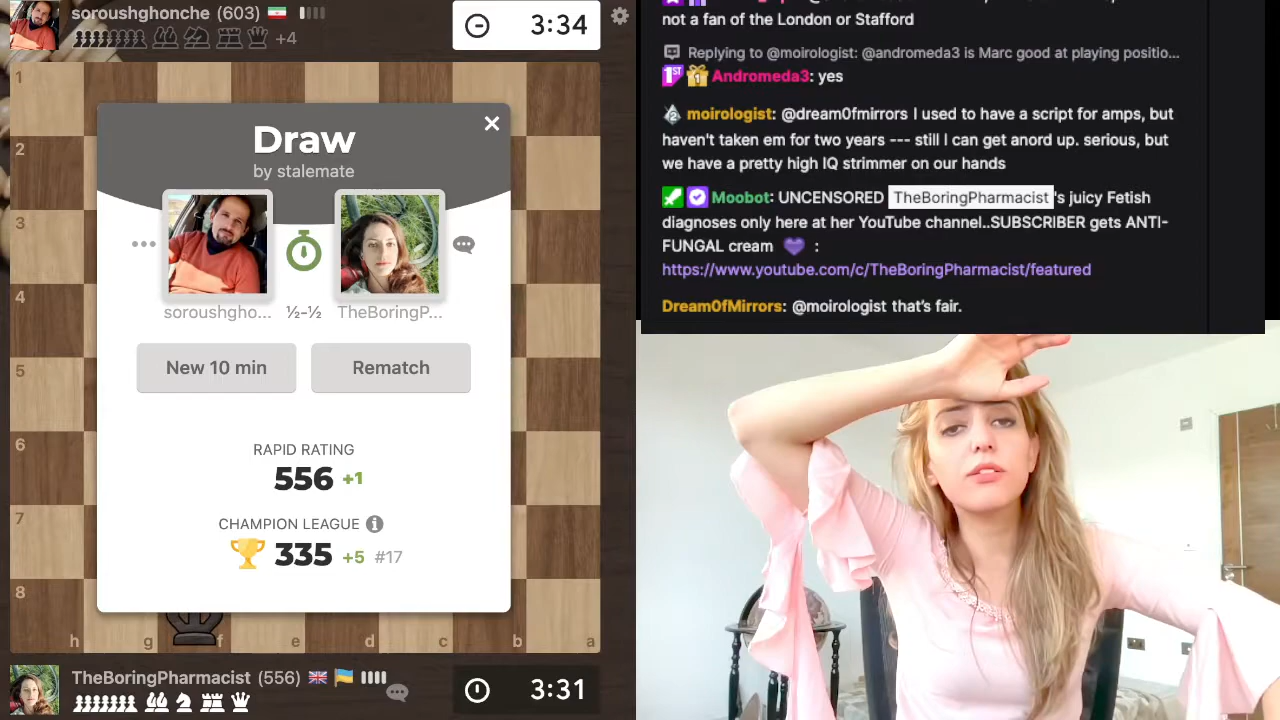 soroushghonche (603)
+4
3:34
1
2
3
4
5
6
7
8
h
g
f
e
d
c
b
a
Draw
by stalemate
soroushgho...
½-½
TheBoringP...
New 10 min
Rematch
RAPID RATING
556 +1
CHAMPION LEAGUE
335 +5 #17
TheBoringPharmacist (556)
3:31
not a fan of the London or Stafford
Replying to @moirologist: @andromeda3 is Marc good at playing positio...
1ST 1 Andromeda3: yes
2 moirologist: @dream0fmirrors I used to have a script for amps, but
haven't taken em for two years --- still I can get anord up. serious, but
we have a pretty high IQ strimmer on our hands
Moobot: UNCENSORED TheBoringPharmacist 's juicy Fetish
diagnoses only here at her YouTube channel..SUBSCRIBER gets ANTI-
FUNGAL cream 💜 :
https://www.youtube.com/c/TheBoringPharmacist/featured
Dream0fMirrors: @moirologist that's fair.